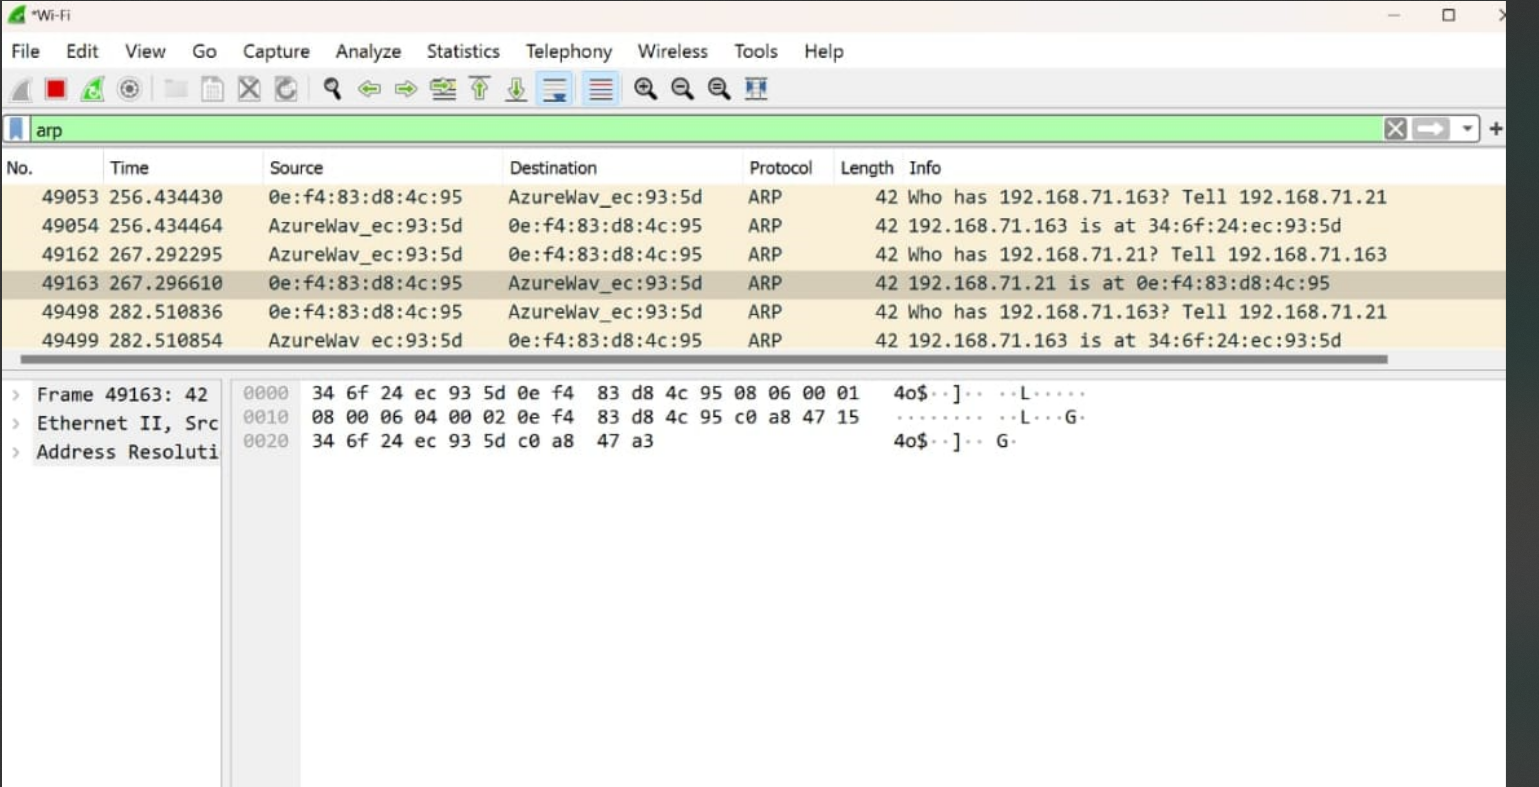 *Wi-Fi
File Edit View Go Capture Analyze Statistics Telephony Wireless Tools Help
arp
No. Time Source Destination Protocol Length Info
49053 256.434430 0e:f4:83:d8:4c:95 AzureWav_ec:93:5d ARP 42 Who has 192.168.71.163? Tell 192.168.71.21
49054 256.434464 AzureWav_ec:93:5d 0e:f4:83:d8:4c:95 ARP 42 192.168.71.163 is at 34:6f:24:ec:93:5d
49162 267.292295 AzureWav_ec:93:5d 0e:f4:83:d8:4c:95 ARP 42 Who has 192.168.71.21? Tell 192.168.71.163
49163 267.296610 0e:f4:83:d8:4c:95 AzureWav_ec:93:5d ARP 42 192.168.71.21 is at 0e:f4:83:d8:4c:95
49498 282.510836 0e:f4:83:d8:4c:95 AzureWav_ec:93:5d ARP 42 Who has 192.168.71.163? Tell 192.168.71.21
49499 282.510854 AzureWav_ec:93:5d 0e:f4:83:d8:4c:95 ARP 42 192.168.71.163 is at 34:6f:24:ec:93:5d
Frame 49163: 42
Ethernet II, Src
Address Resoluti
0000 34 6f 24 ec 93 5d 0e f4 83 d8 4c 95 08 06 00 01 4o$··]·· ··L·····
0010 08 00 06 04 00 02 0e f4 83 d8 4c 95 c0 a8 47 15 ········ ··L···G·
0020 34 6f 24 ec 93 5d c0 a8 47 a3 4o$··]·· G·